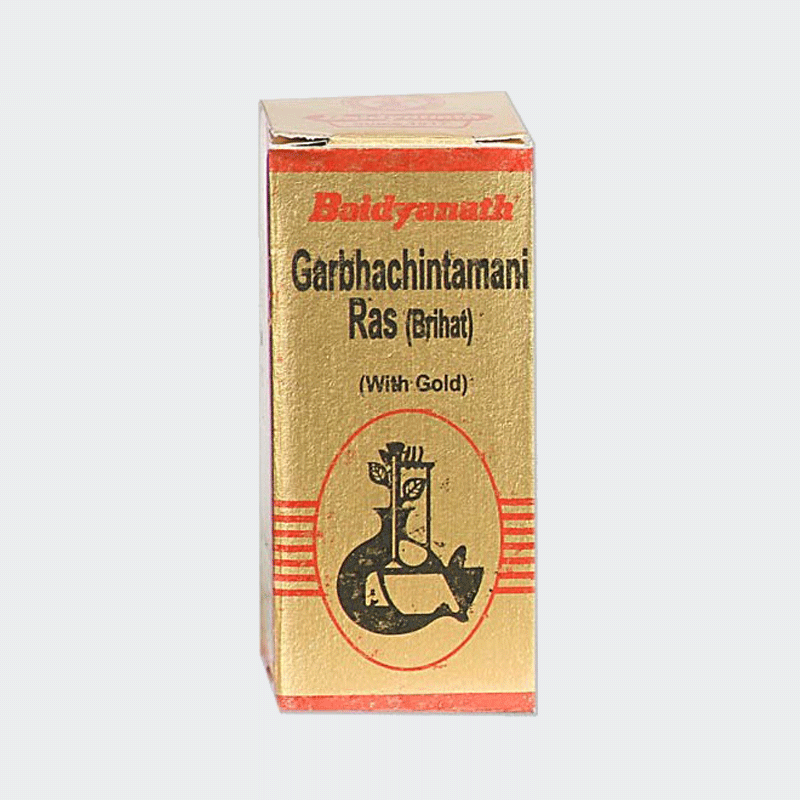 Baidyanath
Garbhachintamani
Ras (Brihat)
(With Gold)